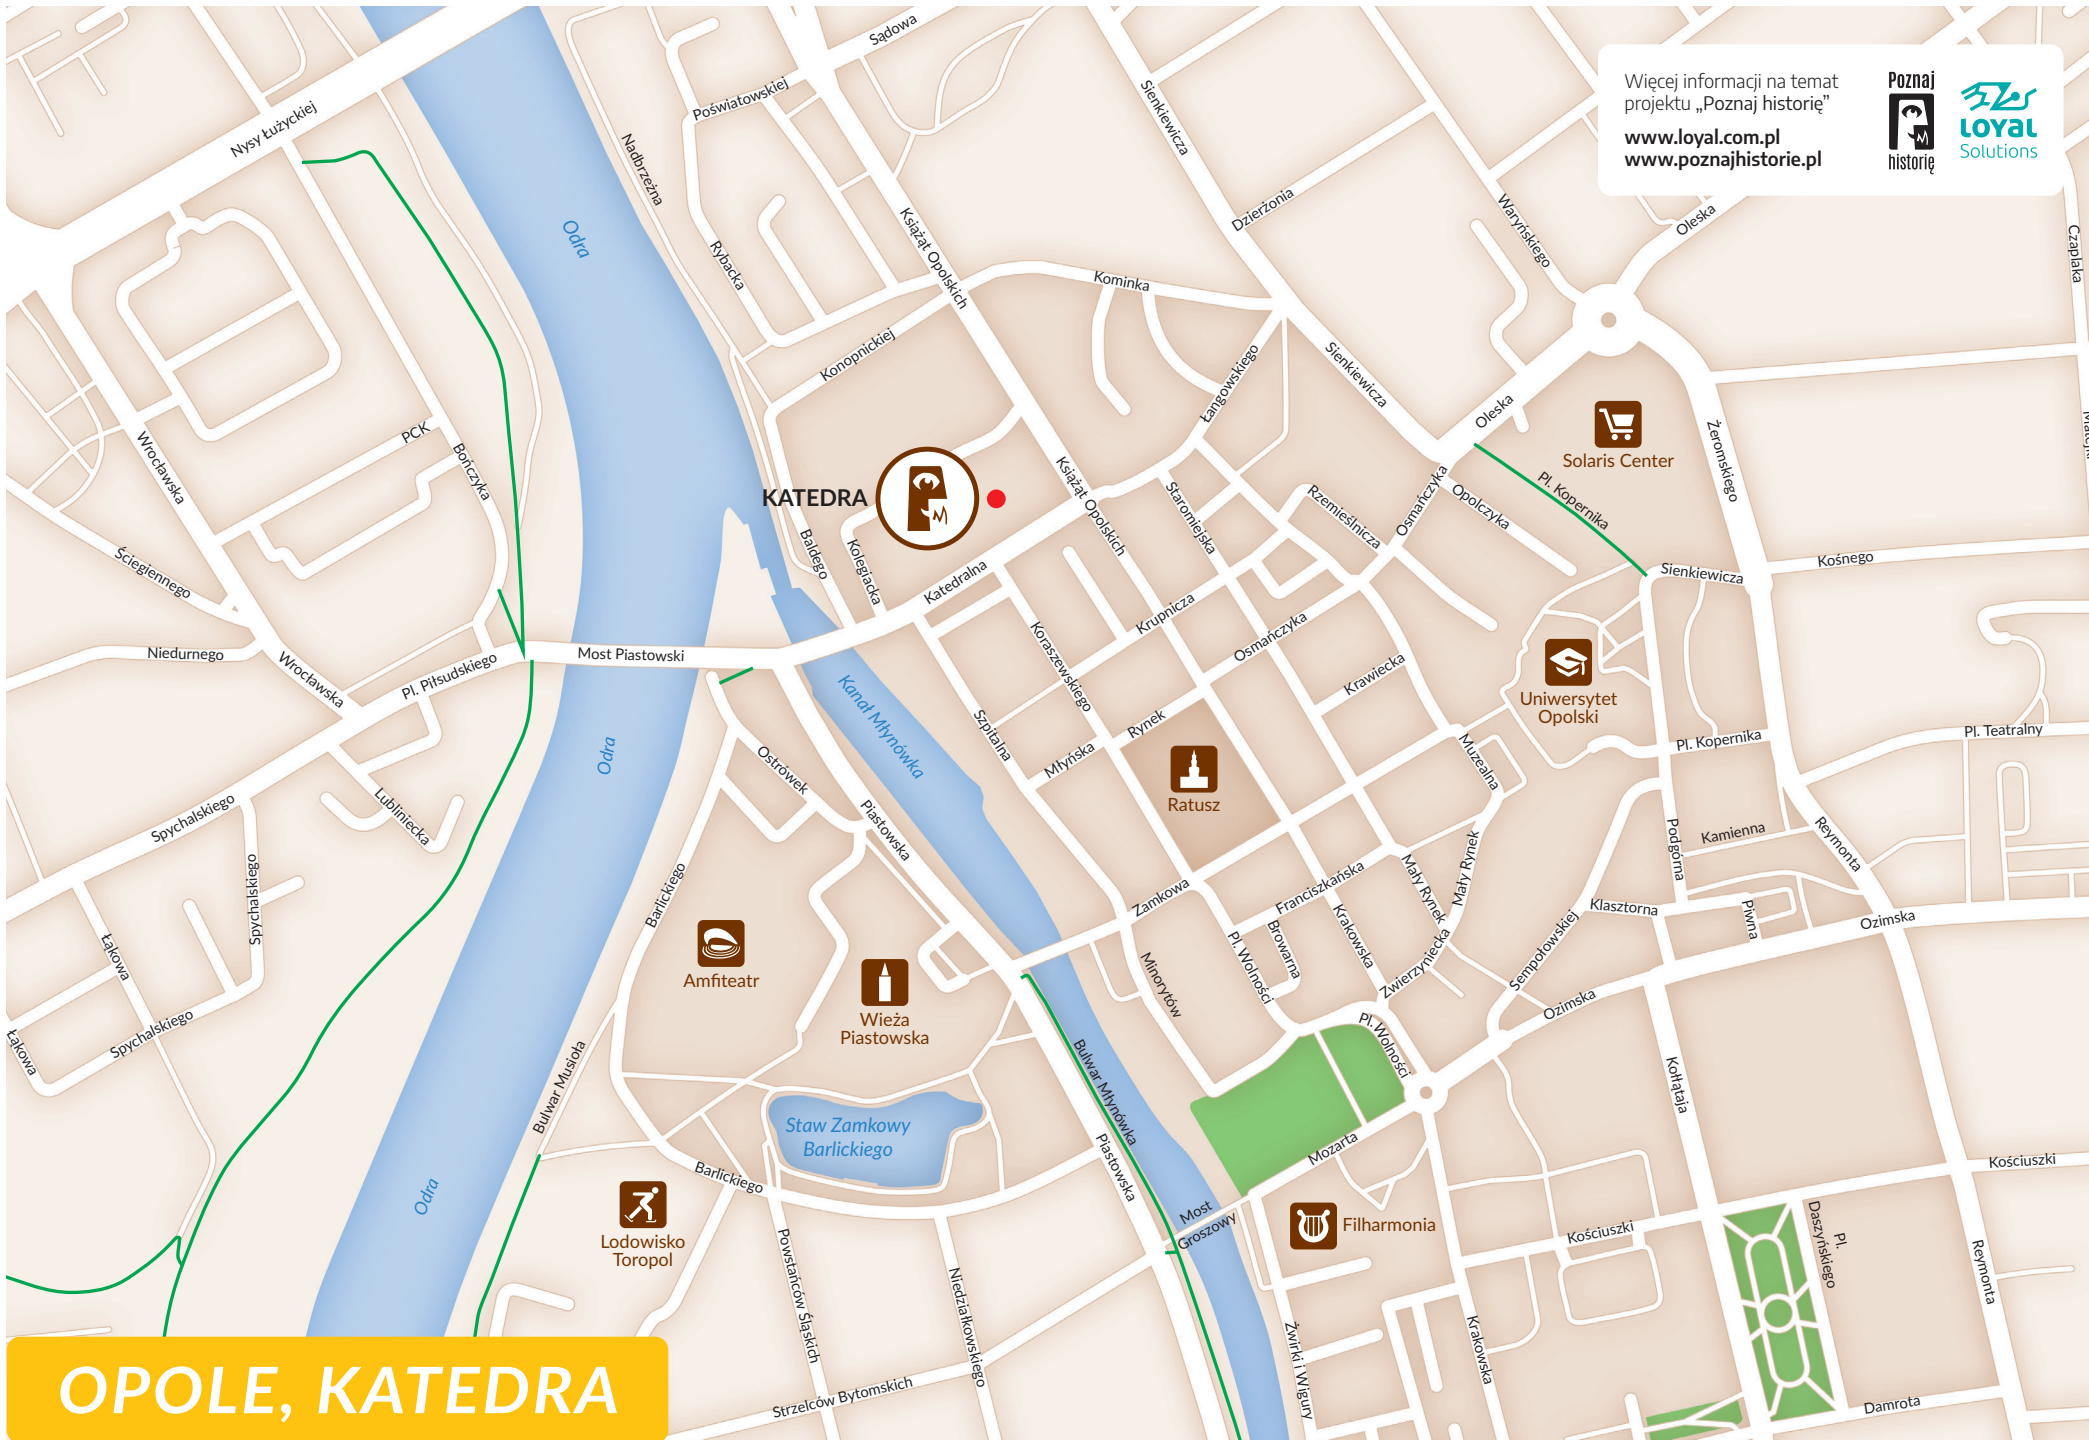 Sądowa
Poświatowskiej
Nysy Łużyckiej
Nadbrzeżna
Odra
Rybacka
Książąt Opolskich
Sienkiewicza
Dzierżonia
Waryńskiego
Oleska
Czaplaka
Więcej informacji na temat
projektu „Poznaj historię”
www.loyal.com.pl
www.poznajhistorie.pl
Poznaj
historię
LOYAL
Solutions
Kominka
Konopnickiej
Łangowskiego
Sienkiewicza
Oleska
Solaris Center
Żeromskiego
Wrocławska
PCK
Bończyka
KATEDRA
Książąt Opolskich
Staromiejska
Rzemieślnicza
Osmańczyka
Opolczyka
Pl. Kopernika
Sienkiewicza
Kośnego
Ściegiennego
Baldego
Kolegiacka
Katedralna
Krupnicza
Koraszewskiego
Osmańczyka
Krawiecka
Uniwersytet
Opolski
Niedurnego
Wrocławska
Pl. Piłsudskiego
Most Piastowski
Kanał Młynówka
Szpitalna
Młyńska
Rynek
Ratusz
Muzealna
Pl. Kopernika
Pl. Teatralny
Odra
Ostrówek
Piastowska
Spychalskiego
Lubliniecka
Spychalskiego
Barlickiego
Zamkowa
Franciszkańska
Mały Rynek
Mały Rynek
Podgórna
Kamienna
Reymonta
Klasztorna
Piwna
Ozimska
Łąkowa
Łąkowa
Spychalskiego
Amfiteatr
Wieża
Piastowska
Minorytów
Pl. Wolności
Browarna
Krakowska
Zwierzyniecka
Sempołowskiej
Ozimska
Pl. Wolności
Bulwar Musioła
Bulwar Młynówka
Kołłątaja
Staw Zamkowy
Barlickiego
Barlickiego
Piastowska
Mozarta
Most
Groszowy
Filharmonia
Kościuszki
Kościuszki
Pl.
Daszyńskiego
Reymonta
Odra
Lodowisko
Toropol
Powstańców Śląskich
Niedziałkowskiego
Żwirki i Wigury
Krakowska
Strzelców Bytomskich
Damrota
OPOLE, KATEDRA